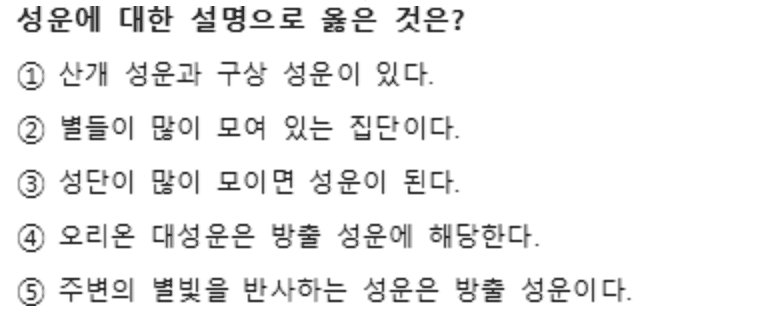 성운에 대한 설명으로 옳은 것은?
① 산개 성운과 구상 성운이 있다.
② 별들이 많이 모여 있는 집단이다.
③ 성단이 많이 모이면 성운이 된다.
④ 오리온 대성운은 방출 성운에 해당한다.
⑤ 주변의 별빛을 반사하는 성운은 방출 성운이다.